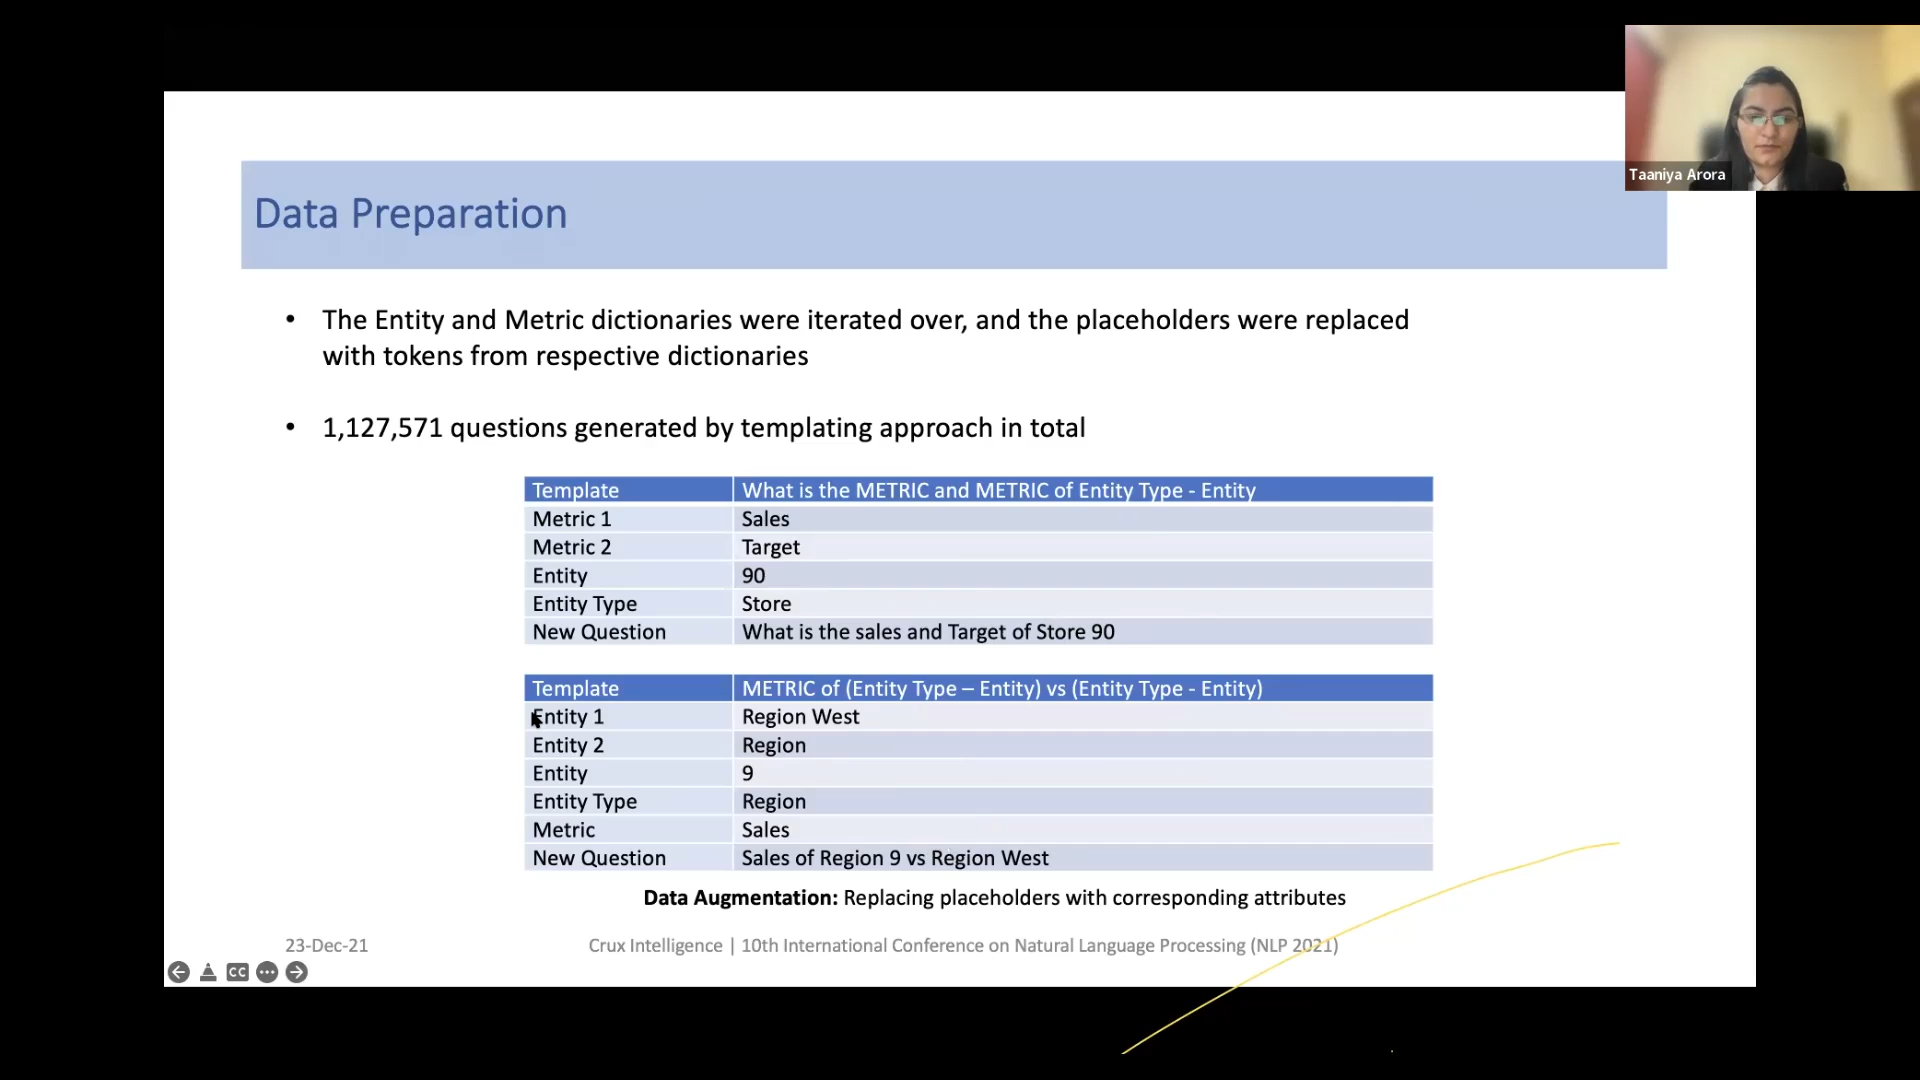 Taaniya Arora
Data Preparation
• The Entity and Metric dictionaries were iterated over, and the placeholders were replaced
with tokens from respective dictionaries
• 1,127,571 questions generated by templating approach in total
Template What is the METRIC and METRIC of Entity Type - Entity
Metric 1 Sales
Metric 2 Target
Entity 90
Entity Type Store
New Question What is the sales and Target of Store 90
Template METRIC of (Entity Type – Entity) vs (Entity Type - Entity)
Entity 1 Region West
Entity 2 Region
Entity 9
Entity Type Region
Metric Sales
New Question Sales of Region 9 vs Region West
Data Augmentation: Replacing placeholders with corresponding attributes
23-Dec-21 Crux Intelligence | 10th International Conference on Natural Language Processing (NLP 2021)
CC